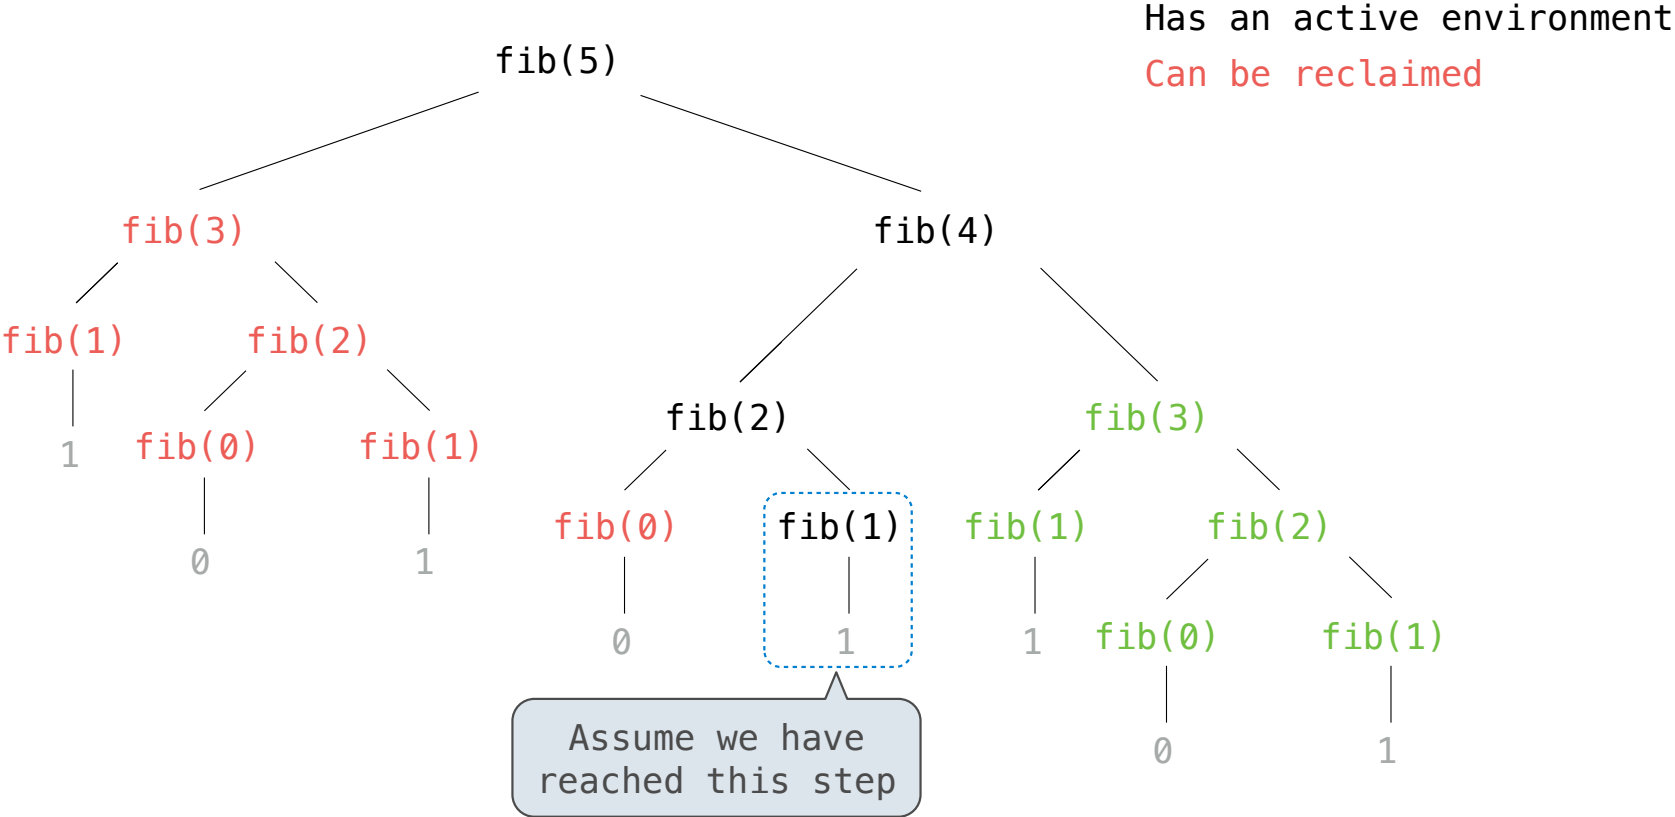 Has an active environment
fib(5)
Can be reclaimed
fib(3)
fib(4)
fib(1)
fib(2)
fib(2)
fib(3)
1
fib(0)
fib(1)
fib(0)
fib(1)
fib(1)
fib(2)
0
1
0
1
1
fib(0)
fib(1)
Assume we have
reached this step
0
1